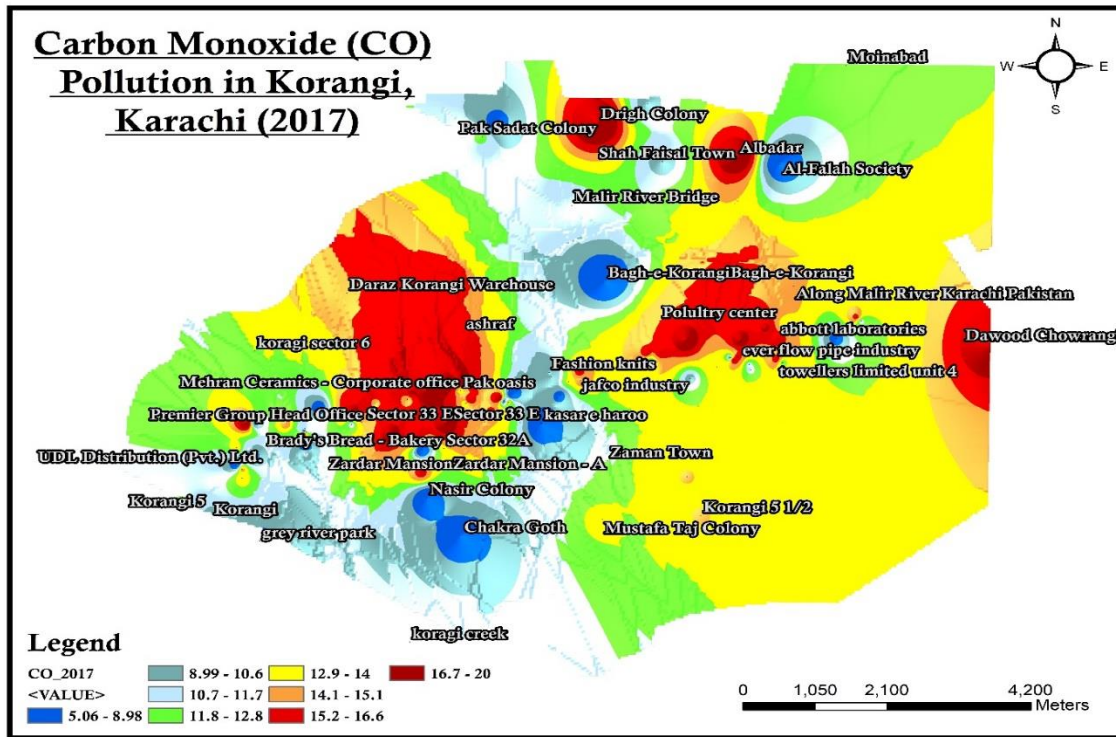 Carbon Monoxide (CO)
Pollution in Korangi,
Karachi (2017)
N
W E
S
Moinabad
Drigh Colony
Pak Sadat Colony
Shah Faisal Town Albadar
Al-Falah Society
Malir River Bridge
Bagh-e-KorangiBagh-e-Korangi
Daraz Korangi Warehouse
Along Malir River Karachi Pakistan
Polultry center
ashraf
abbott laboratories
Dawood Chowrang
koragi sector 6
ever flow pipe industry
Fashion knits
towellers limited unit 4
Mehran Ceramics - Corporate office Pak oasis
jafco industry
Premier Group Head Office Sector 33 ESector 33 E kasar e haroo
Brady's Bread - Bakery Sector 32A
Zaman Town
UDL Distribution (Pvt.) Ltd.
Zardar MansionZardar Mansion - A
Nasir Colony
Korangi 5
Korangi
Korangi 5 1/2
grey river park
Chakra Goth
Mustafa Taj Colony
koragi creek
Legend
CO_2017
<VALUE>
5.06 - 8.98
8.99 - 10.6
10.7 - 11.7
11.8 - 12.8
12.9 - 14
14.1 - 15.1
15.2 - 16.6
16.7 - 20
0 1,050 2,100 4,200
Meters